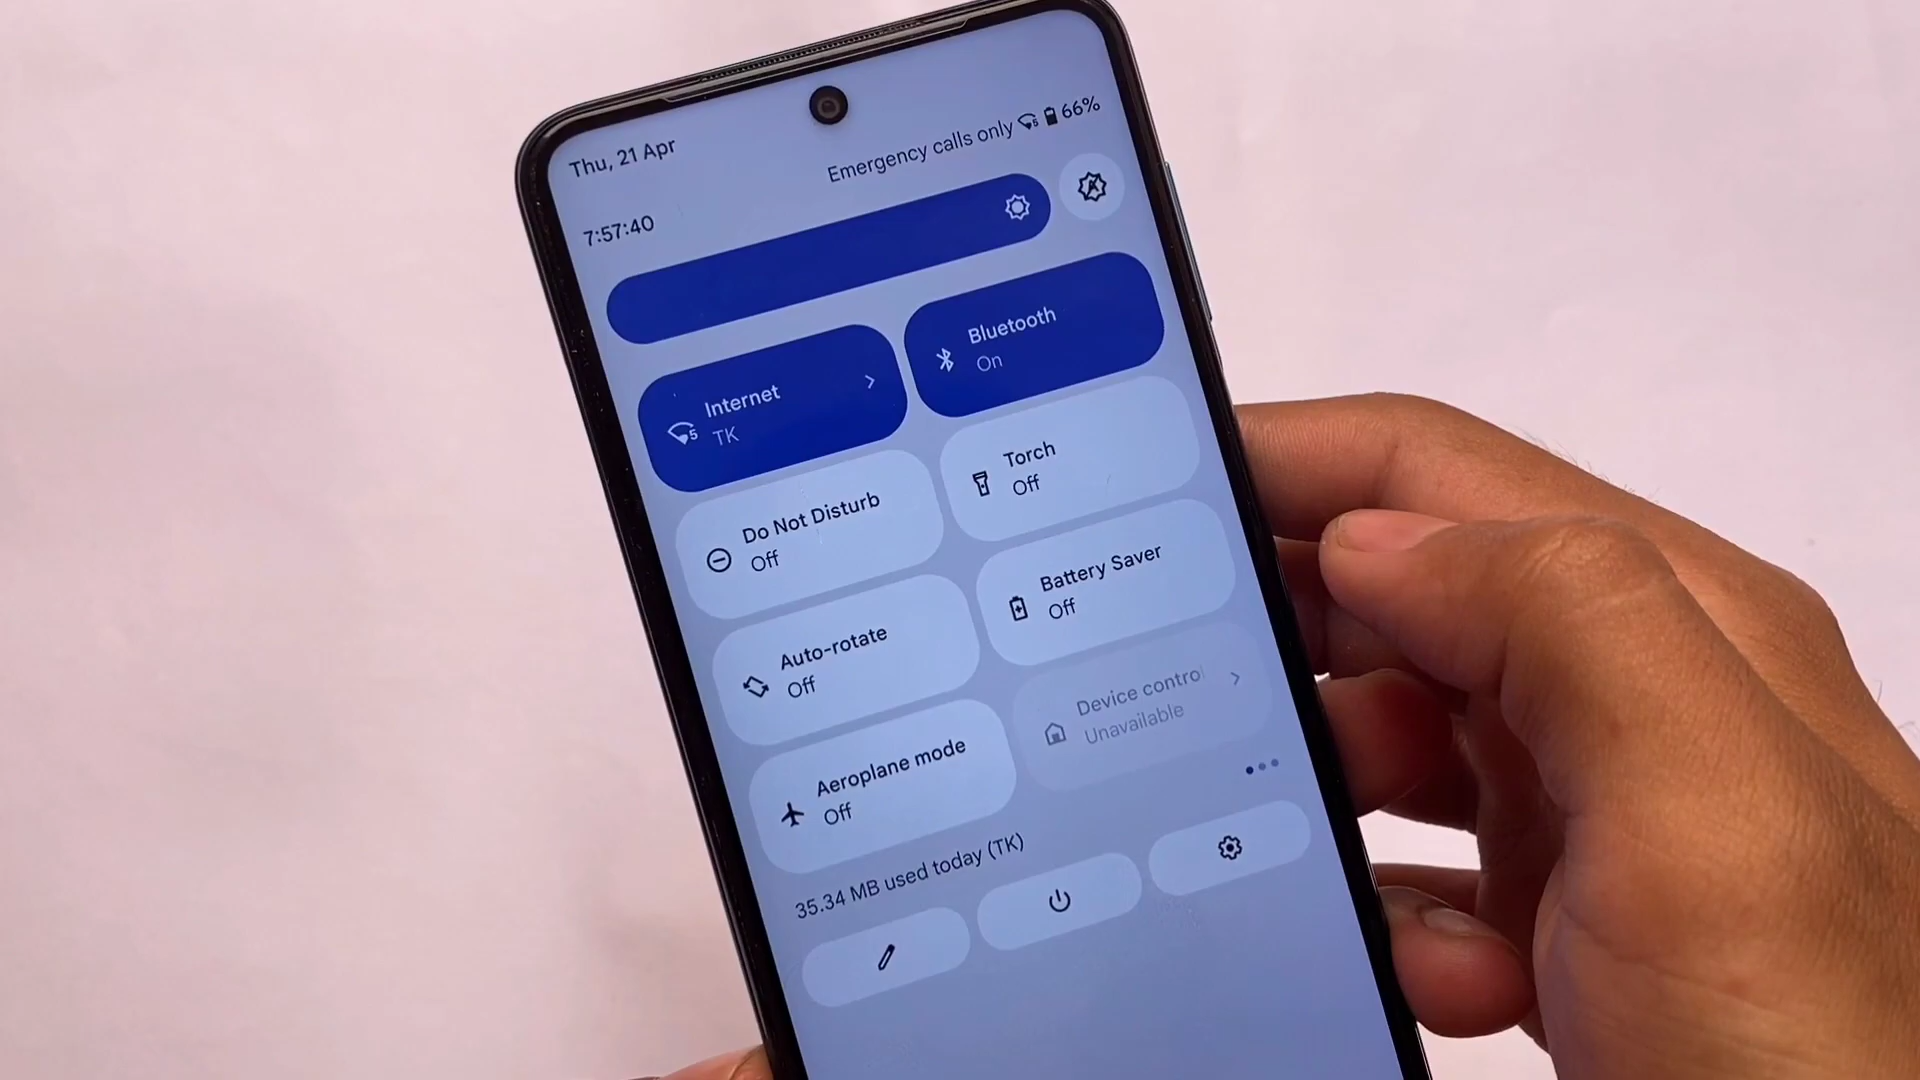 Thu, 21 Apr
Emergency calls only 5 66%
7:57:40
A
Internet
TK
5
Bluetooth
On
Do Not Disturb
Off
Torch
Off
Auto-rotate
Off
Battery Saver
Off
Aeroplane mode
Off
Device control
Unavailable
35.34 MB used today (TK)